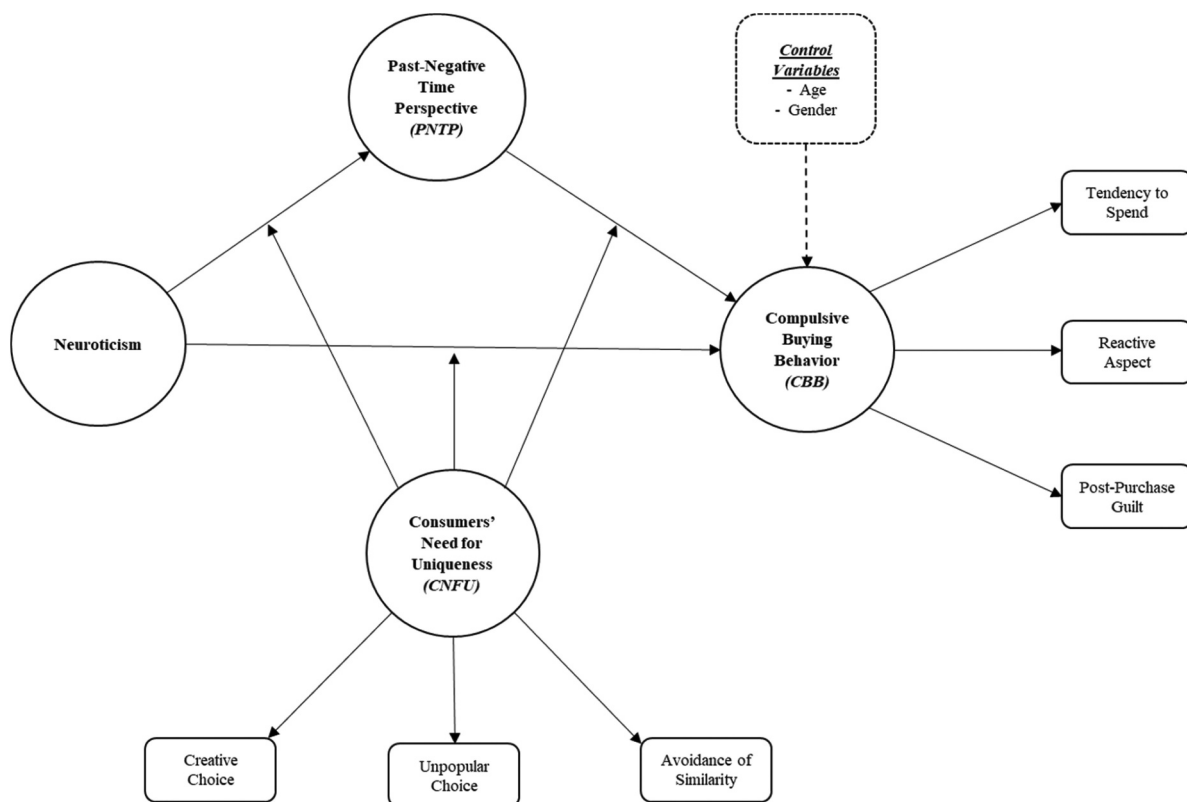 Past-Negative
Time
Perspective
(PNTP)
Control
Variables
- Age
- Gender
Tendency to
Spend
Neuroticism
Compulsive
Buying
Behavior
(CBB)
Reactive
Aspect
Post-Purchase
Guilt
Consumers’
Need for
Uniqueness
(CNFU)
Creative
Choice
Unpopular
Choice
Avoidance of
Similarity